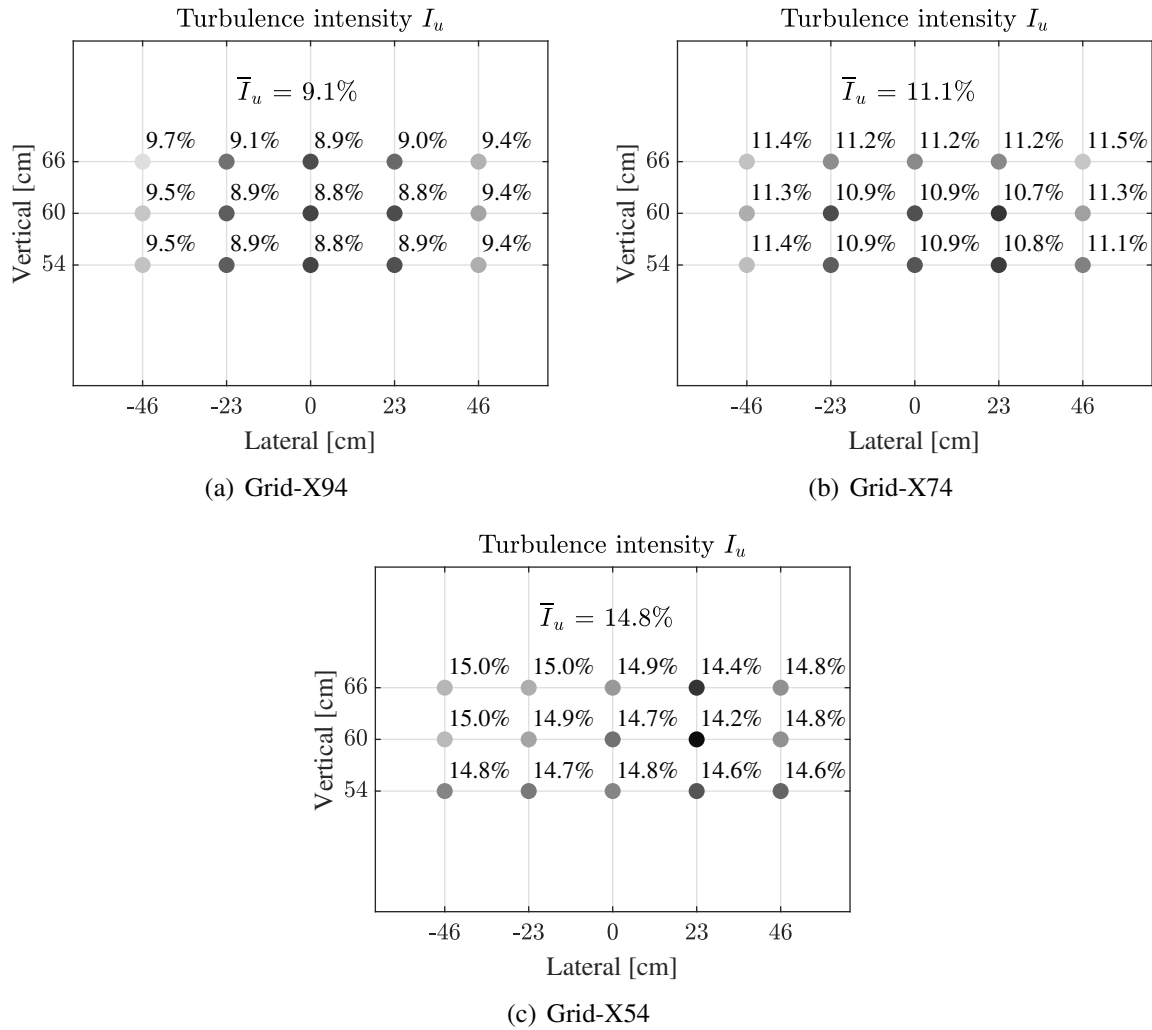 Turbulence intensity I_u
Ī_u = 9.1%
9.7% 9.1% 8.9% 9.0% 9.4%
66
9.5% 8.9% 8.8% 8.8% 9.4%
60
9.5% 8.9% 8.8% 8.9% 9.4%
54
Vertical [cm]
-46 -23 0 23 46
Lateral [cm]
(a) Grid-X94
Turbulence intensity I_u
Ī_u = 11.1%
11.4% 11.2% 11.2% 11.2% 11.5%
66
11.3% 10.9% 10.9% 10.7% 11.3%
60
11.4% 10.9% 10.9% 10.8% 11.1%
54
Vertical [cm]
-46 -23 0 23 46
Lateral [cm]
(b) Grid-X74
Turbulence intensity I_u
Ī_u = 14.8%
15.0% 15.0% 14.9% 14.4% 14.8%
66
15.0% 14.9% 14.7% 14.2% 14.8%
60
14.8% 14.7% 14.8% 14.6% 14.6%
54
Vertical [cm]
-46 -23 0 23 46
Lateral [cm]
(c) Grid-X54